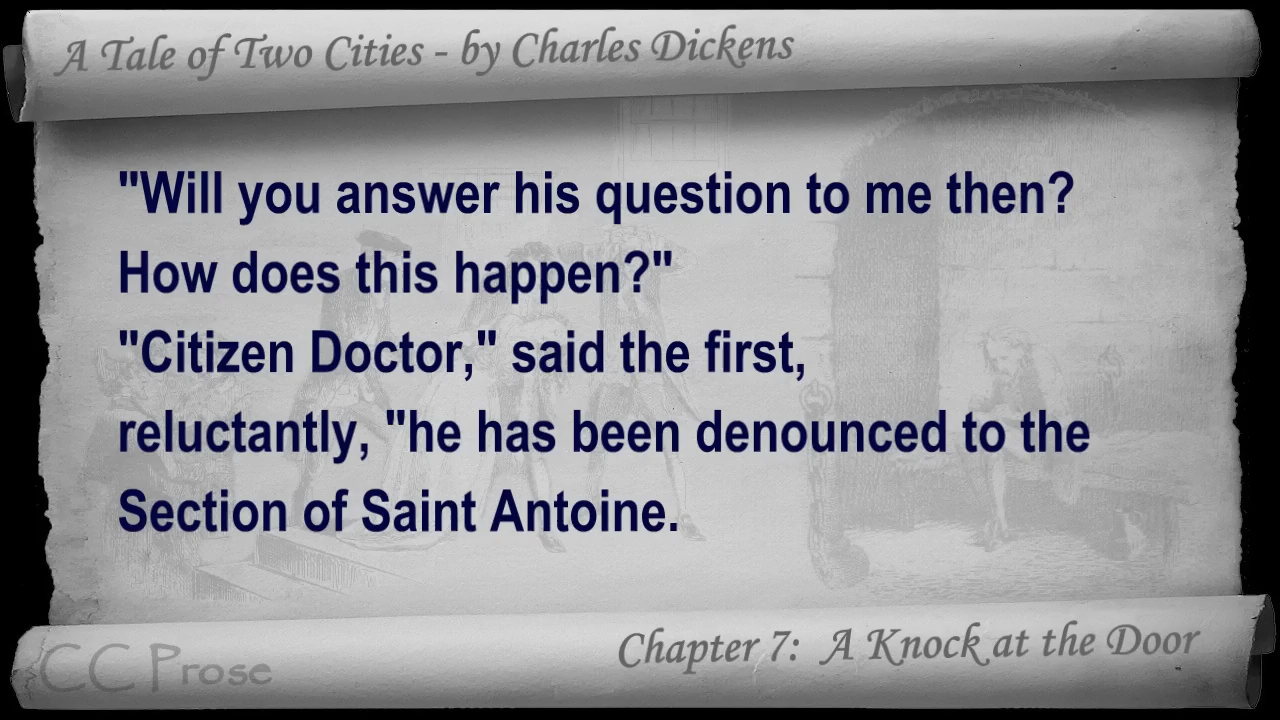 A Tale of Two Cities - by Charles Dickens
"Will you answer his question to me then?
How does this happen?"
"Citizen Doctor," said the first,
reluctantly, "he has been denounced to the
Section of Saint Antoine.
Chapter 7: A Knock at the Door
CC Prose